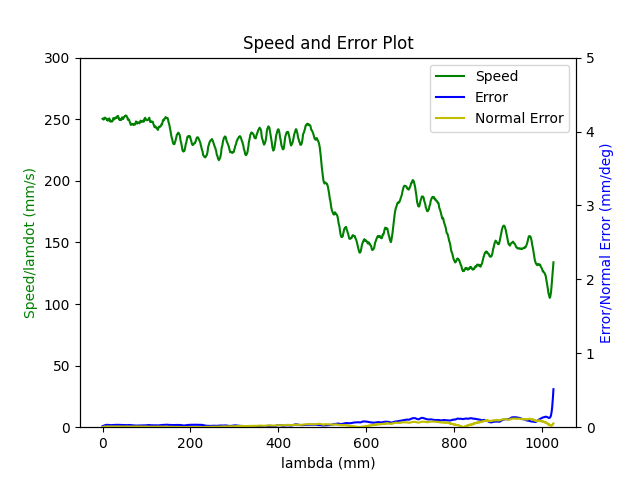 Speed and Error Plot
300
250
200
150
100
50
0
Speed/lamdot (mm/s)
Speed
Error
Normal Error
5
4
3
2
1
0
Error/Normal Error (mm/deg)
0 200 400 600 800 1000
lambda (mm)